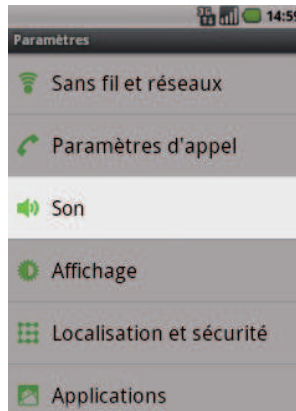 14:59
Paramètres
Sans fil et réseaux
Paramètres d'appel
Son
Affichage
Localisation et sécurité
Applications